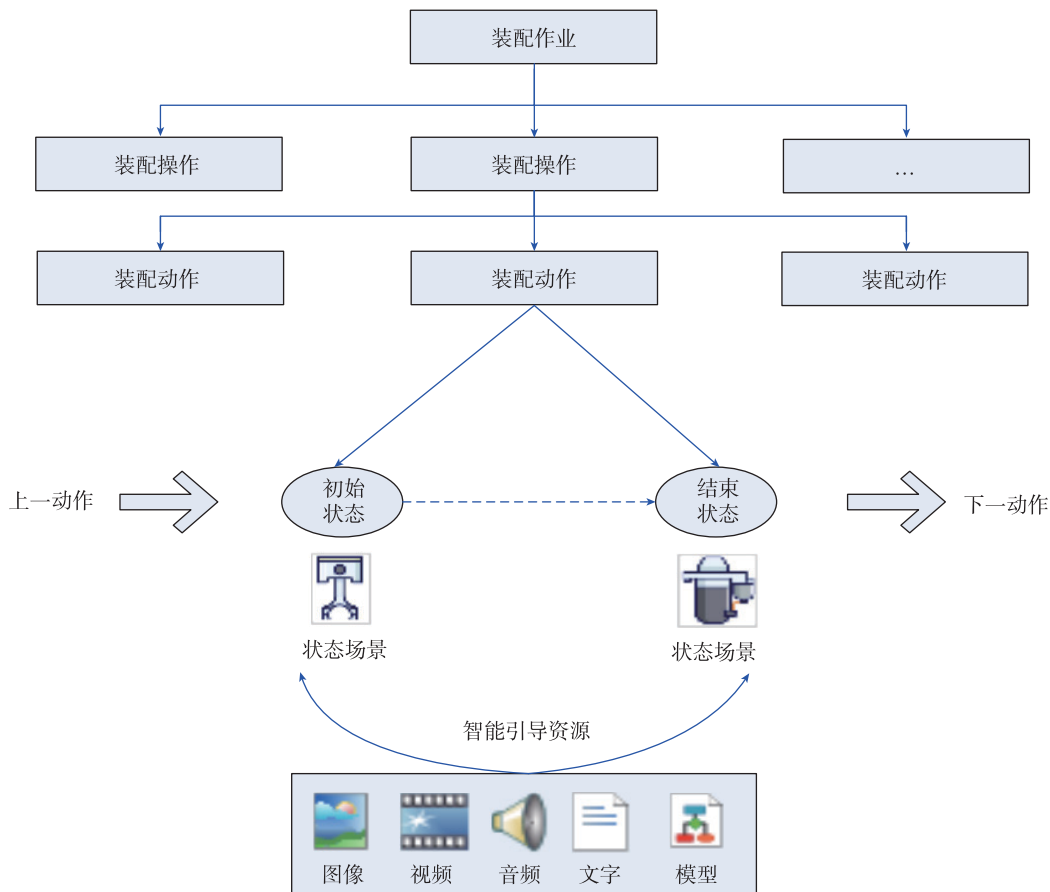 装配作业
装配操作
装配操作
…
装配动作
装配动作
装配动作
上一动作
初始
状态
结束
状态
下一动作
状态场景
状态场景
智能引导资源
图像
视频
音频
文字
模型